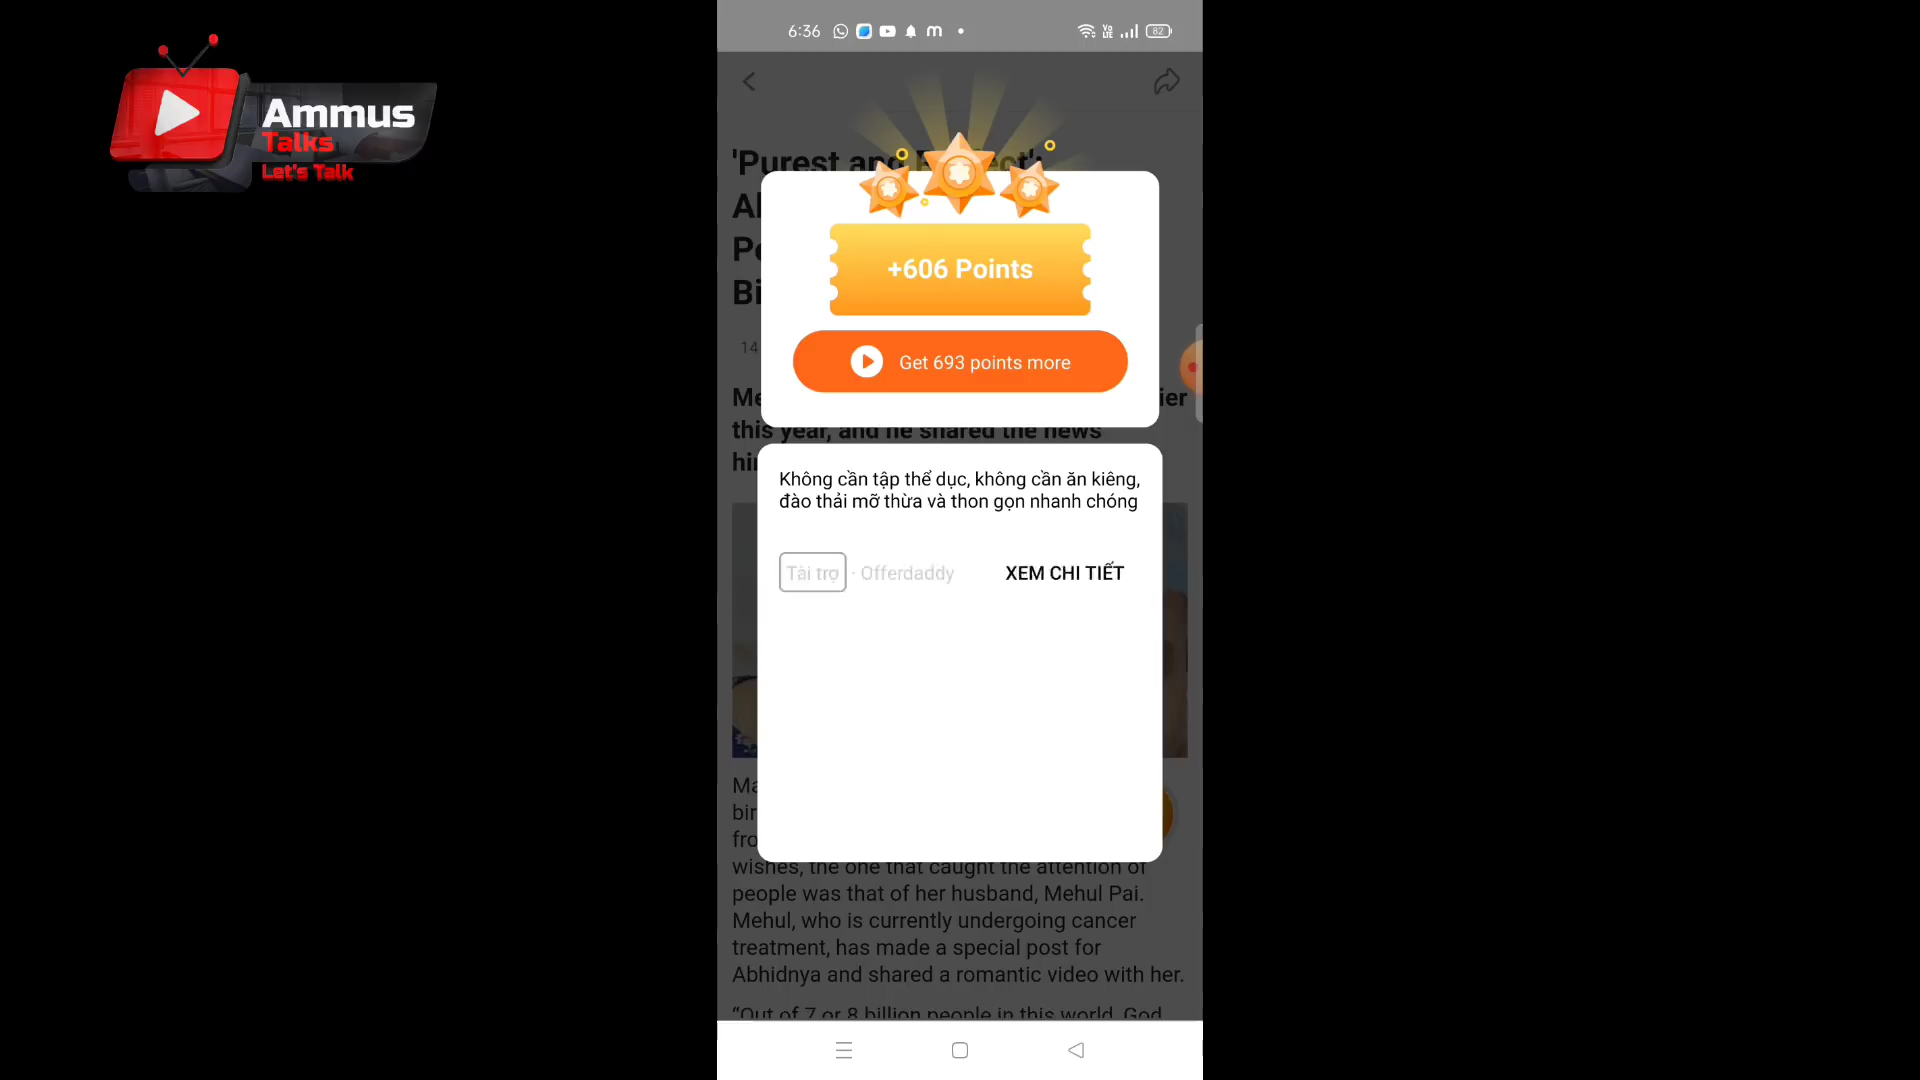 Ammus
Talks
Let's Talk
6:36
82
'Purest and
+606 Points
14
Get 693 points more
ier
this year, and he shared the news
Không cần tập thể dục, không cần ăn kiêng,
đào thải mỡ thừa và thon gọn nhanh chóng
Tài trợ · Offerdaddy
XEM CHI TIẾT
wishes, the one that caught the attention of
people was that of her husband, Mehul Pai.
Mehul, who is currently undergoing cancer
treatment, has made a special post for
Abhidnya and shared a romantic video with her.
“Out of 7 or 8 billion people in this world, God